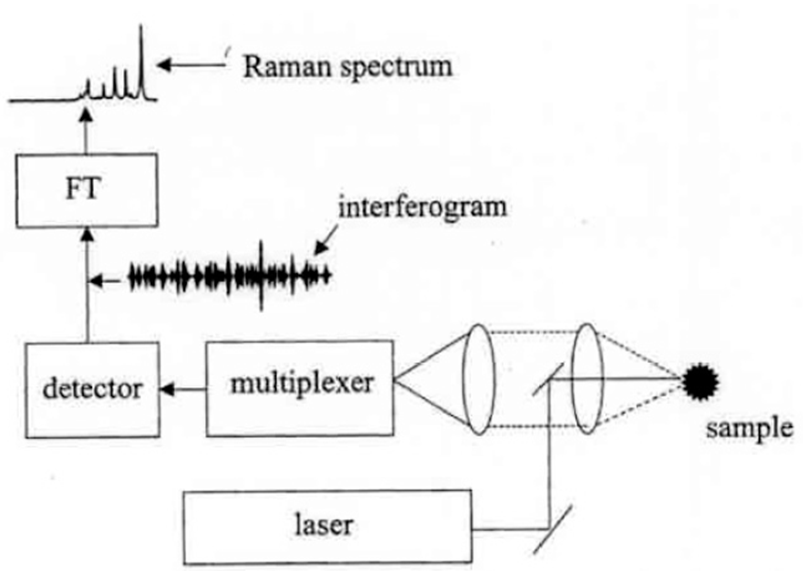 Raman spectrum
FT
interferogram
detector
multiplexer
sample
laser